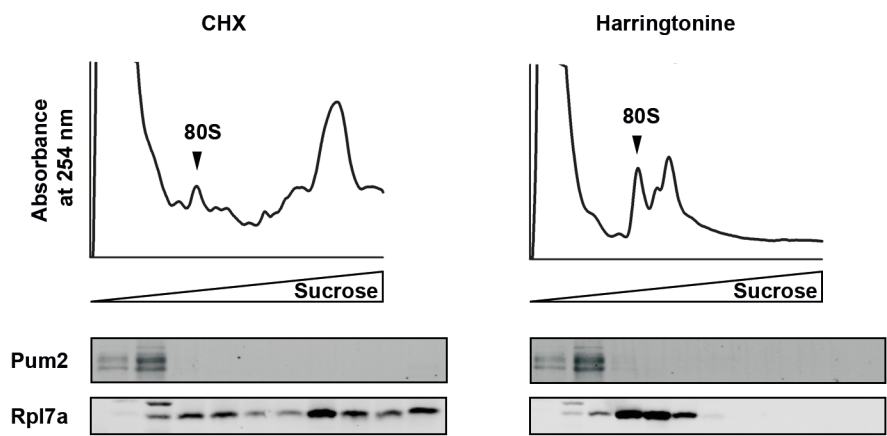 CHX
Harringtonine
Absorbance
at 254 nm
80S
80S
Sucrose
Sucrose
Pum2
Rpl7a